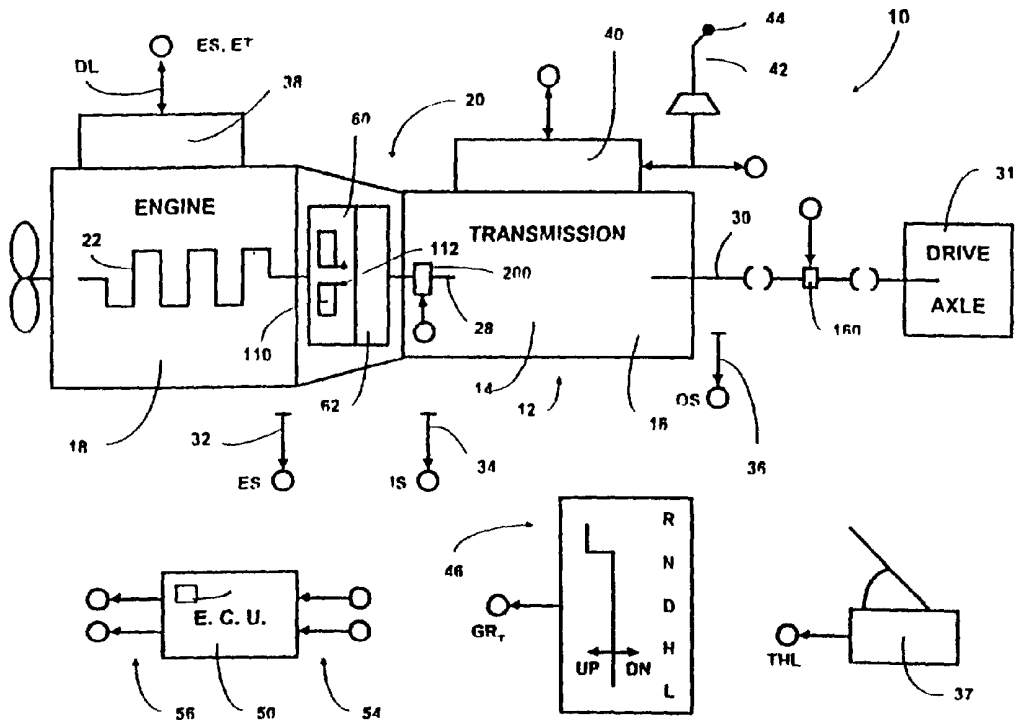 44
10
ES, ET
40
DL
42
38
20
60
31
ENGINE
TRANSMISSION
30
DRIVE
22
112
200
AXLE
28
160
110
14
62
12
16
OS
18
32
34
36
ES
IS
R
46
N
E. C. U.
D
GR_T
H
THL
UP
DN
L
56
50
54
37